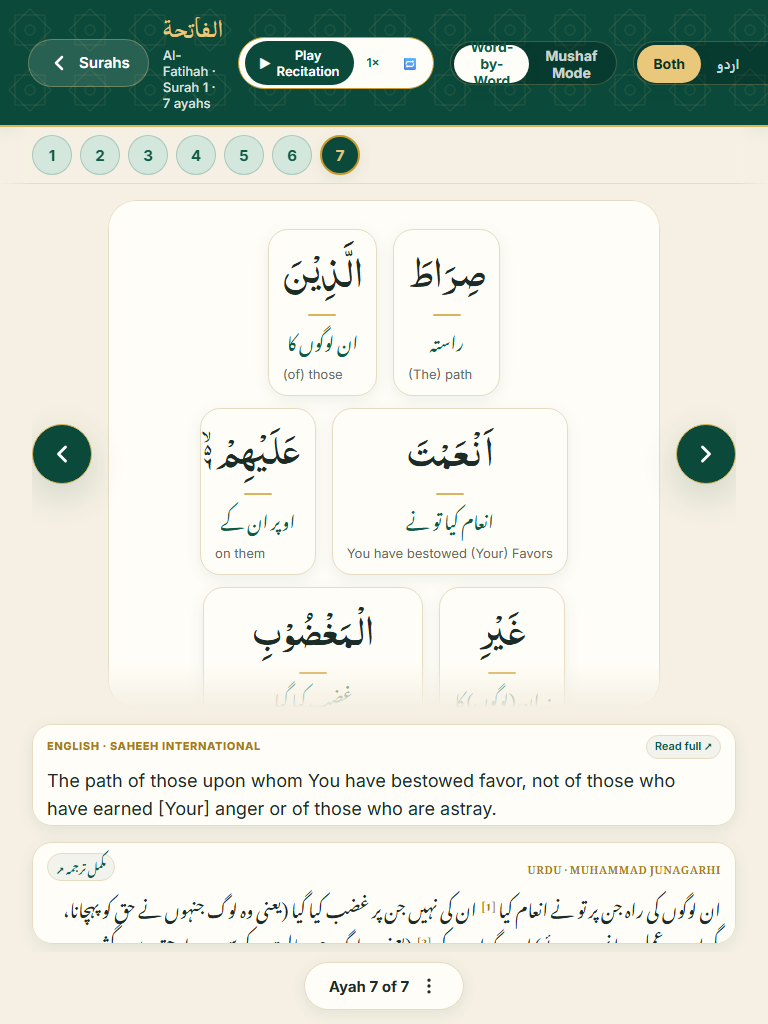 Surahs
الفاتحة
Al-
Fatihah ·
Surah 1 ·
7 ayahs
Play
Recitation
1×
Word-
by-
Word
Mushaf
Mode
Both
اردو
1 2 3 4 5 6 7
صِرَاطَ الَّذِيْنَ
راستہ ان لوگوں کا
(The) path (of) those
اَنْعَمْتَ عَلَيْهِمْ
انعام کیا تو نے اوپر ان کے
You have bestowed (Your) Favors on them
غَيْرِ الْمَغْضُوْبِ
غضب کیا گیا
ENGLISH · SAHEEH INTERNATIONAL
Read full ↗
The path of those upon whom You have bestowed favor, not of those who
have earned [Your] anger or of those who are astray.
مکمل ترجمہ ↗
URDU · MUHAMMAD JUNAGARHI
ان لوگوں کی راہ جن پر تو نے انعام کیا [1] ان کی نہیں جن پر غضب کیا گیا (یعنی وہ لوگ جنہوں نے حق کو پہچانا،
Ayah 7 of 7